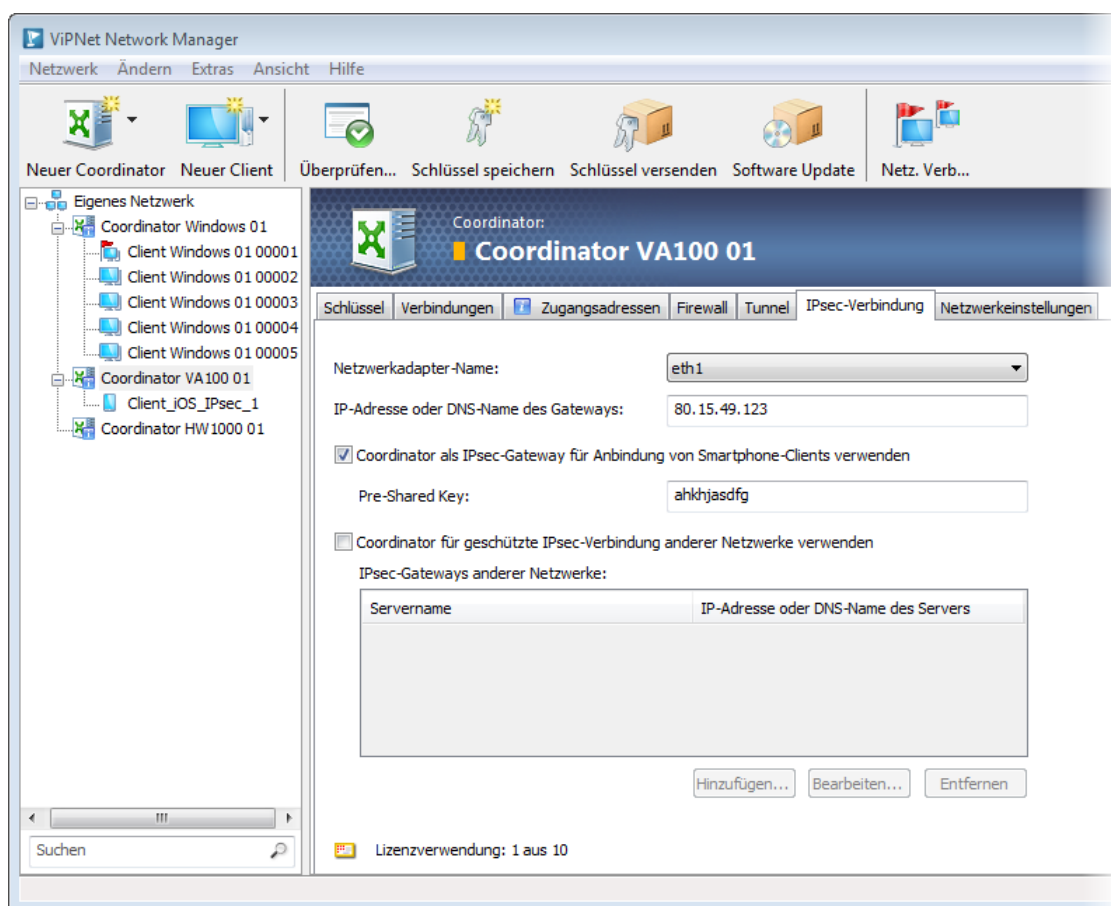 ViPNet Network Manager
Netzwerk Ändern Extras Ansicht Hilfe
Neuer Coordinator Neuer Client Überprüfen... Schlüssel speichern Schlüssel versenden Software Update Netz. Verb...
Eigenes Netzwerk
Coordinator Windows 01
Client Windows 01 00001
Client Windows 01 00002
Client Windows 01 00003
Client Windows 01 00004
Client Windows 01 00005
Coordinator VA100 01
Client_iOS_IPsec_1
Coordinator HW1000 01
Suchen
Coordinator:
Coordinator VA100 01
Schlüssel Verbindungen Zugangsadressen Firewall Tunnel IPsec-Verbindung Netzwerkeinstellungen
Netzwerkadapter-Name: eth1
IP-Adresse oder DNS-Name des Gateways: 80.15.49.123
Coordinator als IPsec-Gateway für Anbindung von Smartphone-Clients verwenden
Pre-Shared Key: ahkhjasdfg
Coordinator für geschützte IPsec-Verbindung anderer Netzwerke verwenden
IPsec-Gateways anderer Netzwerke:
Servername IP-Adresse oder DNS-Name des Servers
Hinzufügen... Bearbeiten... Entfernen
Lizenzverwendung: 1 aus 10